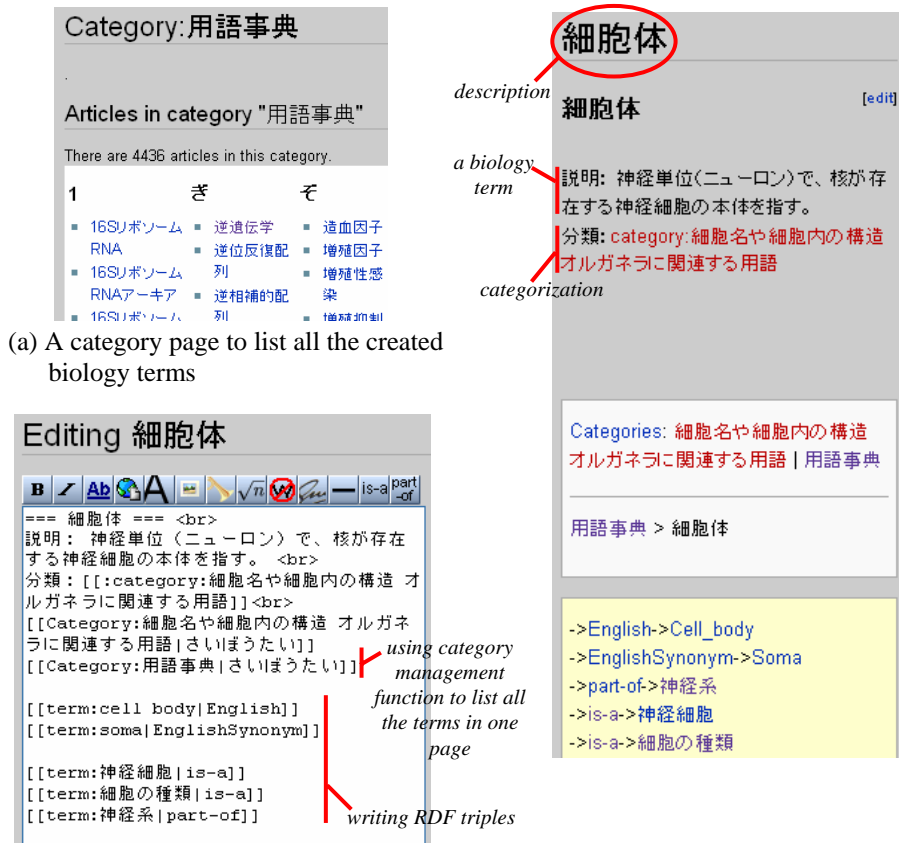 Category:用語事典
.
Articles in category "用語事典"
There are 4436 articles in this category.
1
16Sリボソーム
RNA
16Sリボソーム
RNAアーキア
16Sリボソーム
ぎ
逆遺伝学
逆位反復配
列
逆相補的配
列
ぞ
造血因子
増殖因子
増殖性感
染
増殖抑制
(a) A category page to list all the created
biology terms
Editing 細胞体
B I Ab A √n W is-a part
-of
=== 細胞体 === <br>
説明： 神経単位（ニューロン）で、核が存在
する神経細胞の本体を指す。 <br>
分類：[[:category:細胞名や細胞内の構造 オ
ルガネラに関連する用語]]<br>
[[Category:細胞名や細胞内の構造 オルガネ
ラに関連する用語|さいぼうたい]]
[[Category:用語事典|さいぼうたい]]
[[term:cell body|English]]
[[term:soma|EnglishSynonym]]
[[term:神経細胞|is-a]]
[[term:細胞の種類|is-a]]
[[term:神経系|part-of]]
using category
management
function to list all
the terms in one
page
writing RDF triples
細胞体
description
細胞体
[edit]
a biology
term
説明: 神経単位(ニューロン)で、核が存
在する神経細胞の本体を指す。
分類: category:細胞名や細胞内の構造
オルガネラに関連する用語
categorization
Categories: 細胞名や細胞内の構造
オルガネラに関連する用語 | 用語事典
用語事典 > 細胞体
->English->Cell_body
->EnglishSynonym->Soma
->part-of->神経系
->is-a->神経細胞
->is-a->細胞の種類